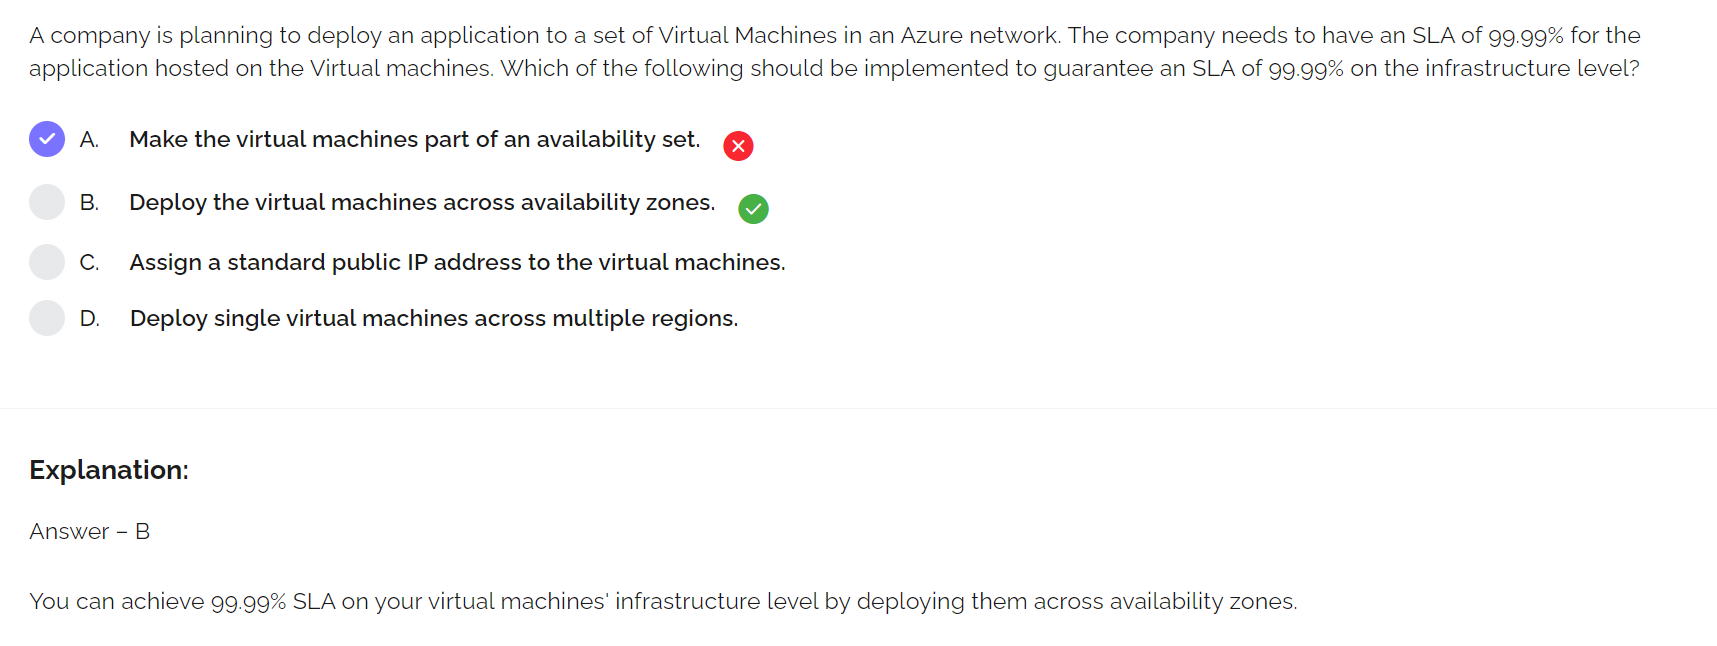 A company is planning to deploy an application to a set of Virtual Machines in an Azure network. The company needs to have an SLA of 99.99% for the
application hosted on the Virtual machines. Which of the following should be implemented to guarantee an SLA of 99.99% on the infrastructure level?
A. Make the virtual machines part of an availability set.
B. Deploy the virtual machines across availability zones.
C. Assign a standard public IP address to the virtual machines.
D. Deploy single virtual machines across multiple regions.
Explanation:
Answer – B
You can achieve 99.99% SLA on your virtual machines' infrastructure level by deploying them across availability zones.